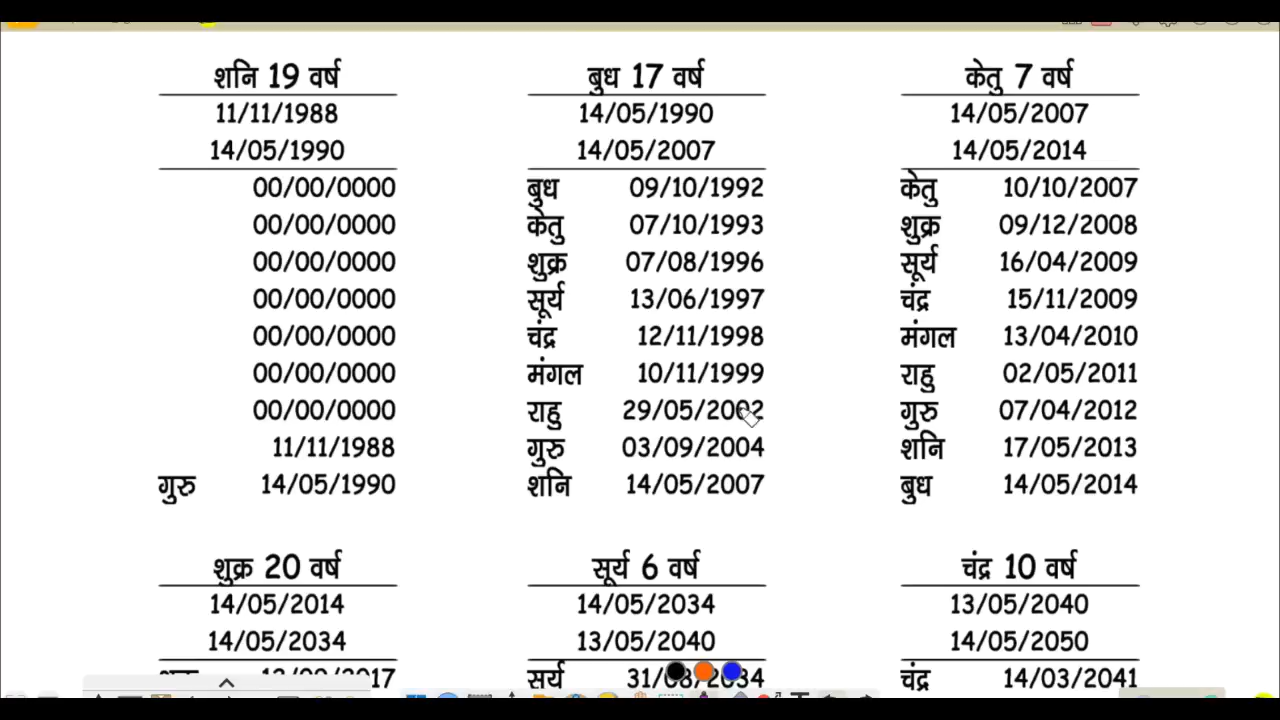 शनि 19 वर्ष
11/11/1988
14/05/1990
00/00/0000
00/00/0000
00/00/0000
00/00/0000
00/00/0000
00/00/0000
00/00/0000
11/11/1988
गुरु 14/05/1990
बुध 17 वर्ष
14/05/1990
14/05/2007
बुध 09/10/1992
केतु 07/10/1993
शुक्र 07/08/1996
सूर्य 13/06/1997
चंद्र 12/11/1998
मंगल 10/11/1999
राहु 29/05/2002
गुरु 03/09/2004
शनि 14/05/2007
केतु 7 वर्ष
14/05/2007
14/05/2014
केतु 10/10/2007
शुक्र 09/12/2008
सूर्य 16/04/2009
चंद्र 15/11/2009
मंगल 13/04/2010
राहु 02/05/2011
गुरु 07/04/2012
शनि 17/05/2013
बुध 14/05/2014
शुक्र 20 वर्ष
14/05/2014
14/05/2034
सूर्य 6 वर्ष
14/05/2034
13/05/2040
सूर्य
चंद्र 10 वर्ष
13/05/2040
14/05/2050
चंद्र 14/03/2041